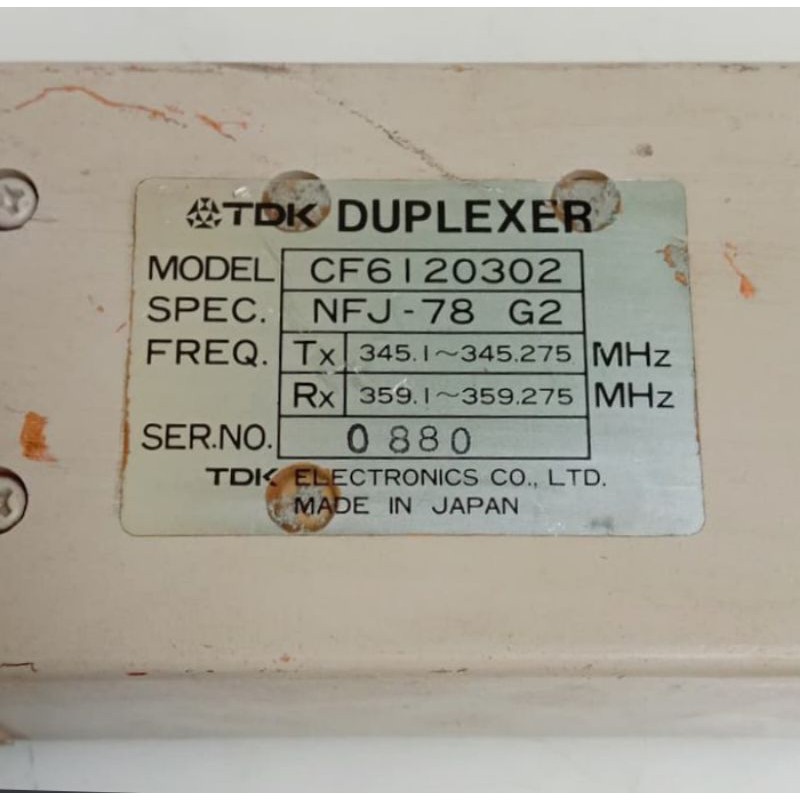 TDK DUPLEXER
MODEL CF6120302
SPEC. NFJ-78 G2
FREQ. Tx 345.1~345.275 MHz
Rx 359.1~359.275 MHz
SER.NO. 0880
TDK ELECTRONICS CO., LTD.
MADE IN JAPAN